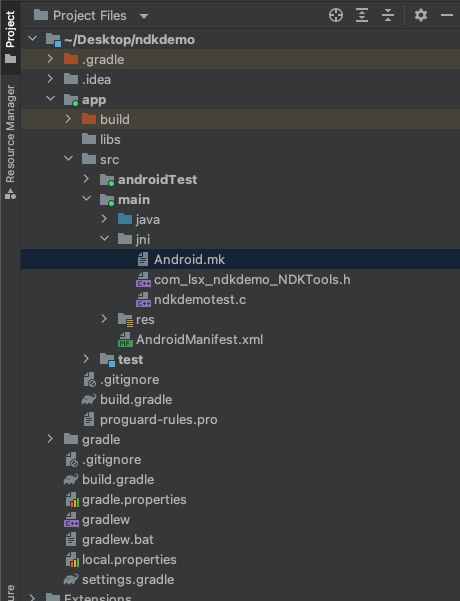 Project Files
Project
Resource Manager
~/Desktop/ndkdemo
.gradle
.idea
app
build
libs
src
androidTest
main
java
jni
Android.mk
com_lsx_ndkdemo_NDKTools.h
ndkdemotest.c
res
AndroidManifest.xml
test
.gitignore
build.gradle
proguard-rules.pro
gradle
.gitignore
build.gradle
gradle.properties
gradlew
gradlew.bat
local.properties
settings.gradle
Extensions